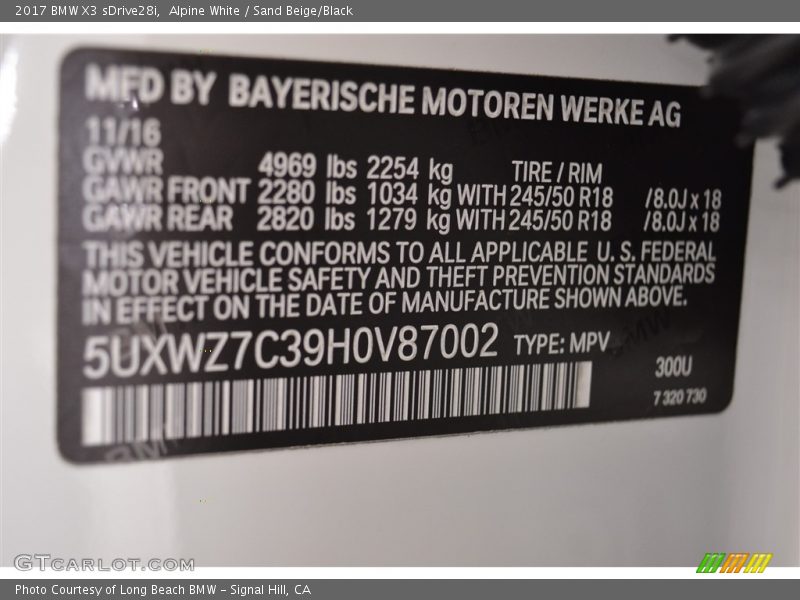 2017 BMW X3 sDrive28i,  Alpine White / Sand Beige/Black
MFD BY BAYERISCHE MOTOREN WERKE AG
11/16
GVWR 4969 lbs 2254 kg TIRE / RIM
GAWR FRONT 2280 lbs 1034 kg WITH 245/50 R18 /8.0J x 18
GAWR REAR 2820 lbs 1279 kg WITH 245/50 R18 /8.0J x 18
THIS VEHICLE CONFORMS TO ALL APPLICABLE U. S. FEDERAL
MOTOR VEHICLE SAFETY AND THEFT PREVENTION STANDARDS
IN EFFECT ON THE DATE OF MANUFACTURE SHOWN ABOVE.
5UXWZ7C39H0V87002 TYPE: MPV
300U
7 320 730
GTCARLOT.COM
Photo Courtesy of Long Beach BMW – Signal Hill, CA